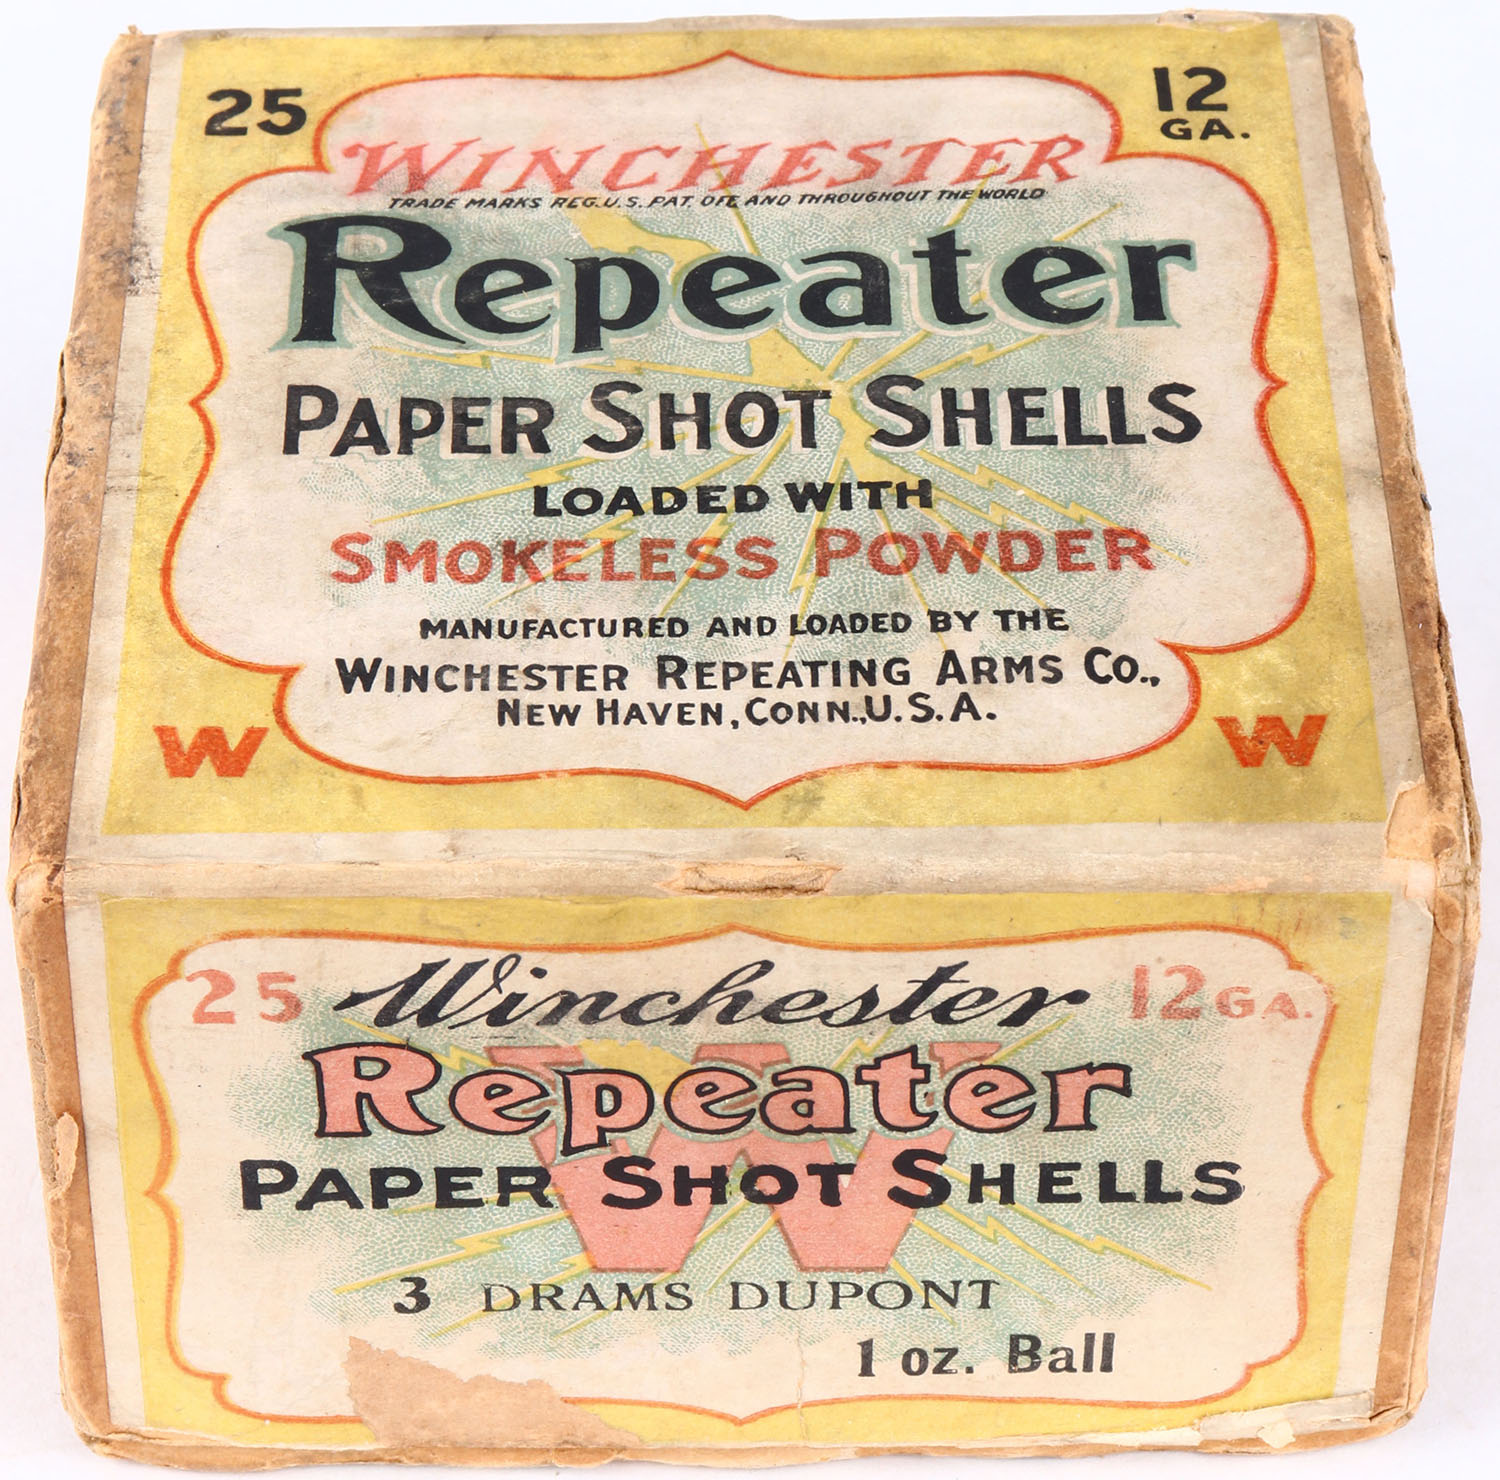 25
12
GA.
WINCHESTER
TRADE MARKS REG. U.S. PAT. OFF. AND THROUGHOUT THE WORLD
Repeater
PAPER SHOT SHELLS
LOADED WITH
SMOKELESS POWDER
MANUFACTURED AND LOADED BY THE
WINCHESTER REPEATING ARMS CO.,
NEW HAVEN, CONN., U.S.A.
W
W
25 Winchester 12 GA.
Repeater
W
PAPER SHOT SHELLS
3 DRAMS DUPONT
1 oz. Ball